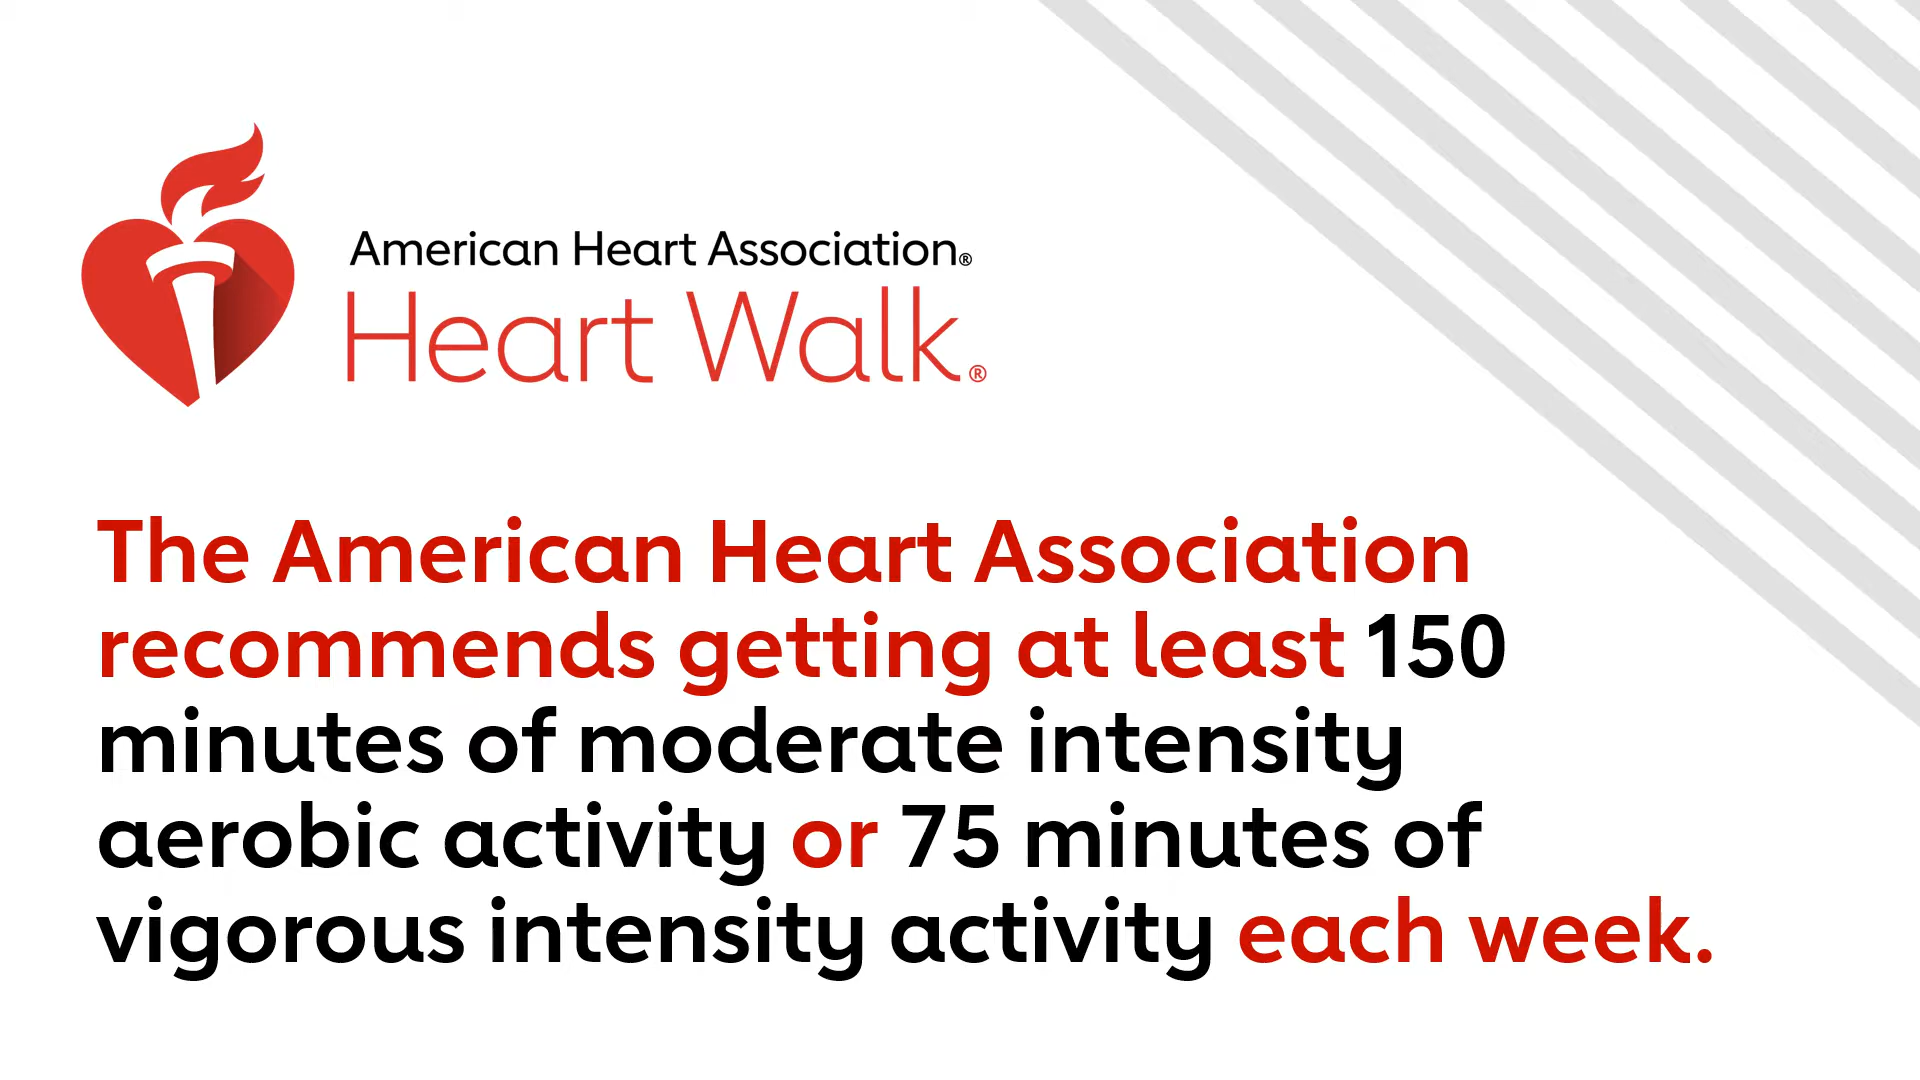 American Heart Association®
Heart Walk®
The American Heart Association
recommends getting at least 150
minutes of moderate intensity
aerobic activity or 75 minutes of
vigorous intensity activity each week.